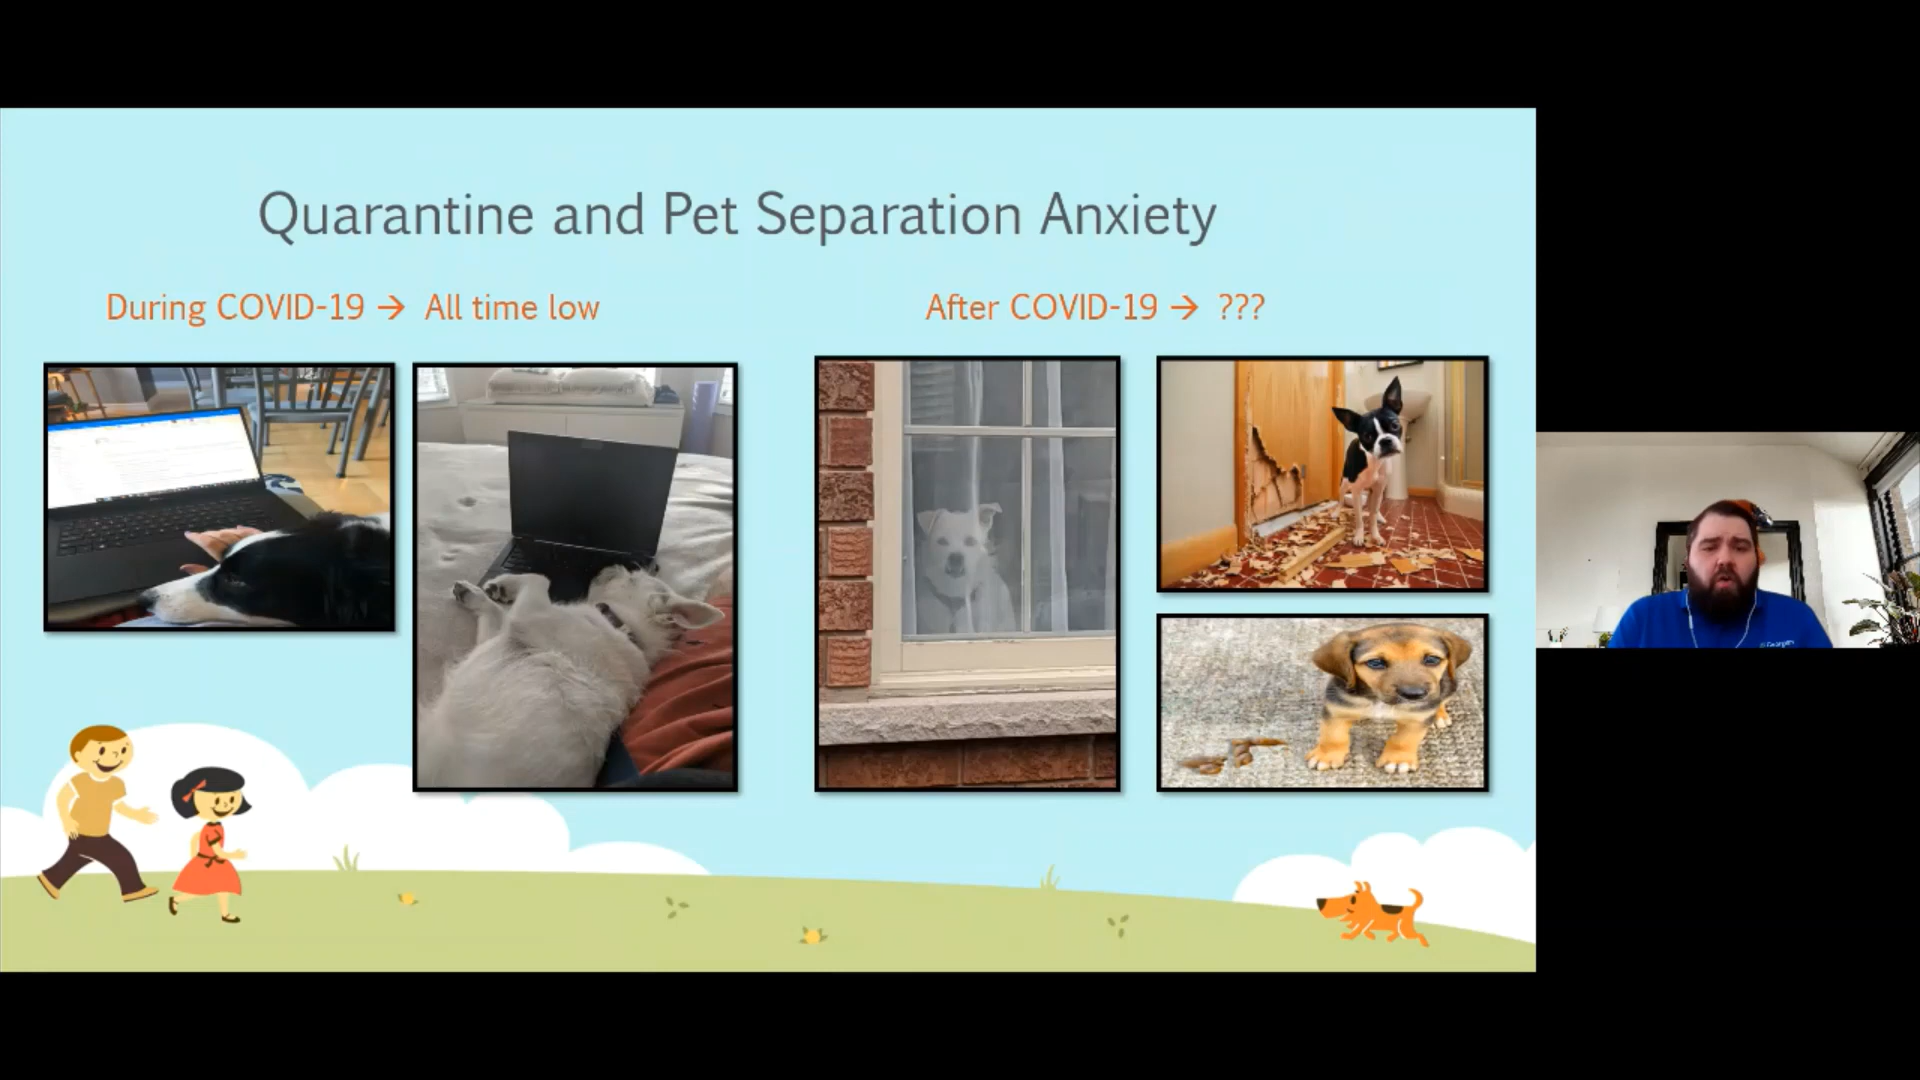 Quarantine and Pet Separation Anxiety
During COVID-19 → All time low
After COVID-19 → ???